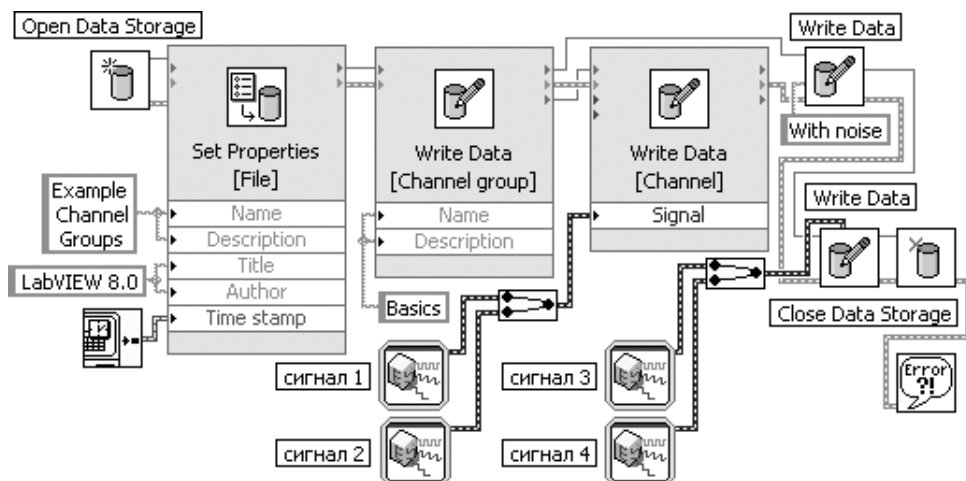 Open Data Storage
Write Data
Set Properties
[File]
Write Data
[Channel group]
Write Data
[Channel]
With noise
Example
Channel
Groups
Name
Description
Title
Author
Time stamp
Name
Description
Signal
Write Data
LabVIEW 8.0
Basics
Close Data Storage
сигнал 1
сигнал 3
Error
?!
сигнал 2
сигнал 4